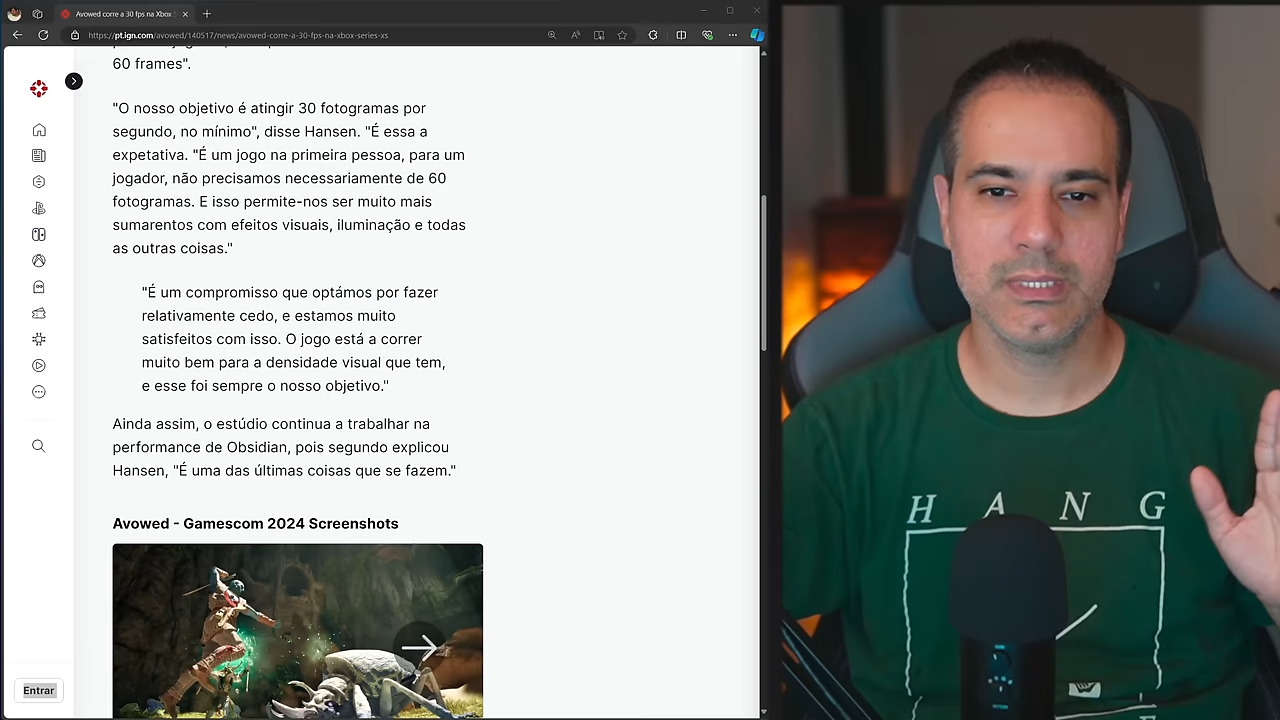 Avowed corre a 30 fps na Xbox
https://pt.ign.com/avowed/140517/news/avowed-corre-a-30-fps-na-xbox-series-xs
60 frames".
"O nosso objetivo é atingir 30 fotogramas por
segundo, no mínimo", disse Hansen. "É essa a
expetativa. "É um jogo na primeira pessoa, para um
jogador, não precisamos necessariamente de 60
fotogramas. E isso permite-nos ser muito mais
sumarentos com efeitos visuais, iluminação e todas
as outras coisas."
"É um compromisso que optámos por fazer
relativamente cedo, e estamos muito
satisfeitos com isso. O jogo está a correr
muito bem para a densidade visual que tem,
e esse foi sempre o nosso objetivo."
Ainda assim, o estúdio continua a trabalhar na
performance de Obsidian, pois segundo explicou
Hansen, "É uma das últimas coisas que se fazem."
Avowed - Gamescom 2024 Screenshots
Entrar
HANG